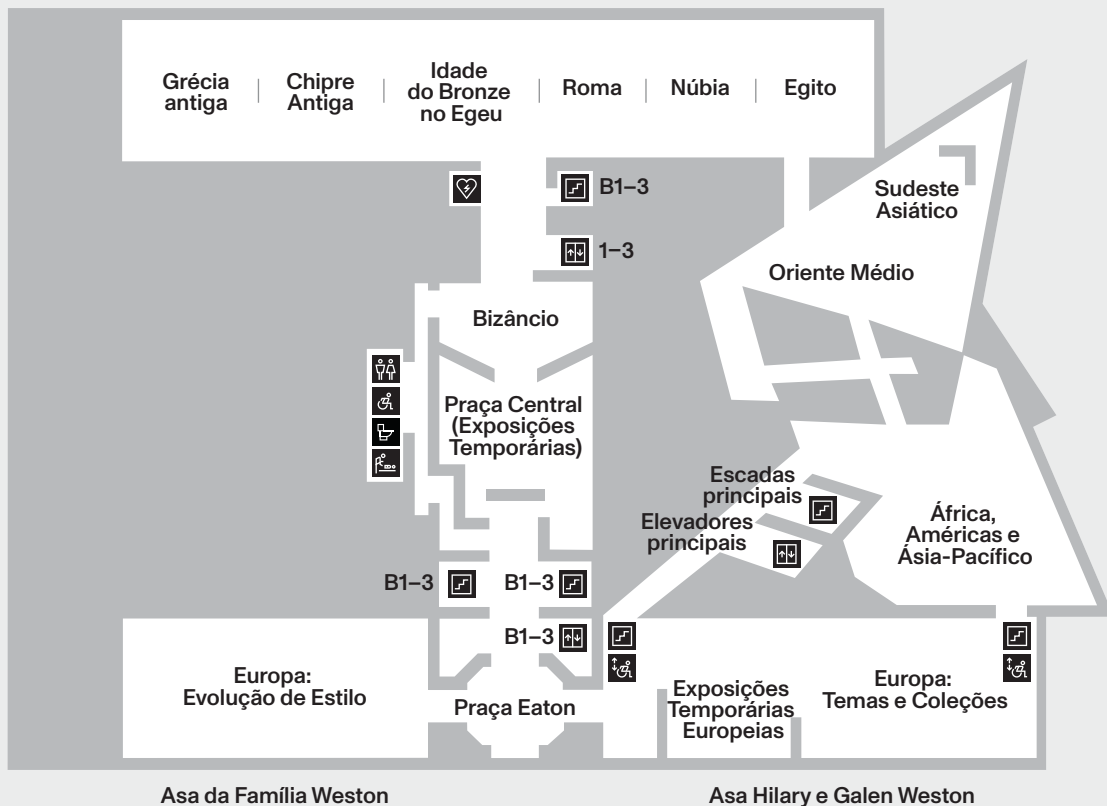 Grécia
antiga
Chipre
Antiga
Idade
do Bronze
no Egeu
Roma
Núbia
Egito
B1–3
1–3
Sudeste
Asiático
Oriente Médio
Bizâncio
Praça Central
(Exposições
Temporárias)
Escadas
principais
Elevadores
principais
África,
Américas e
Ásia-Pacífico
B1–3
B1–3
B1–3
Europa:
Evolução de Estilo
Praça Eaton
Exposições
Temporárias
Europeias
Europa:
Temas e Coleções
Asa da Família Weston
Asa Hilary e Galen Weston